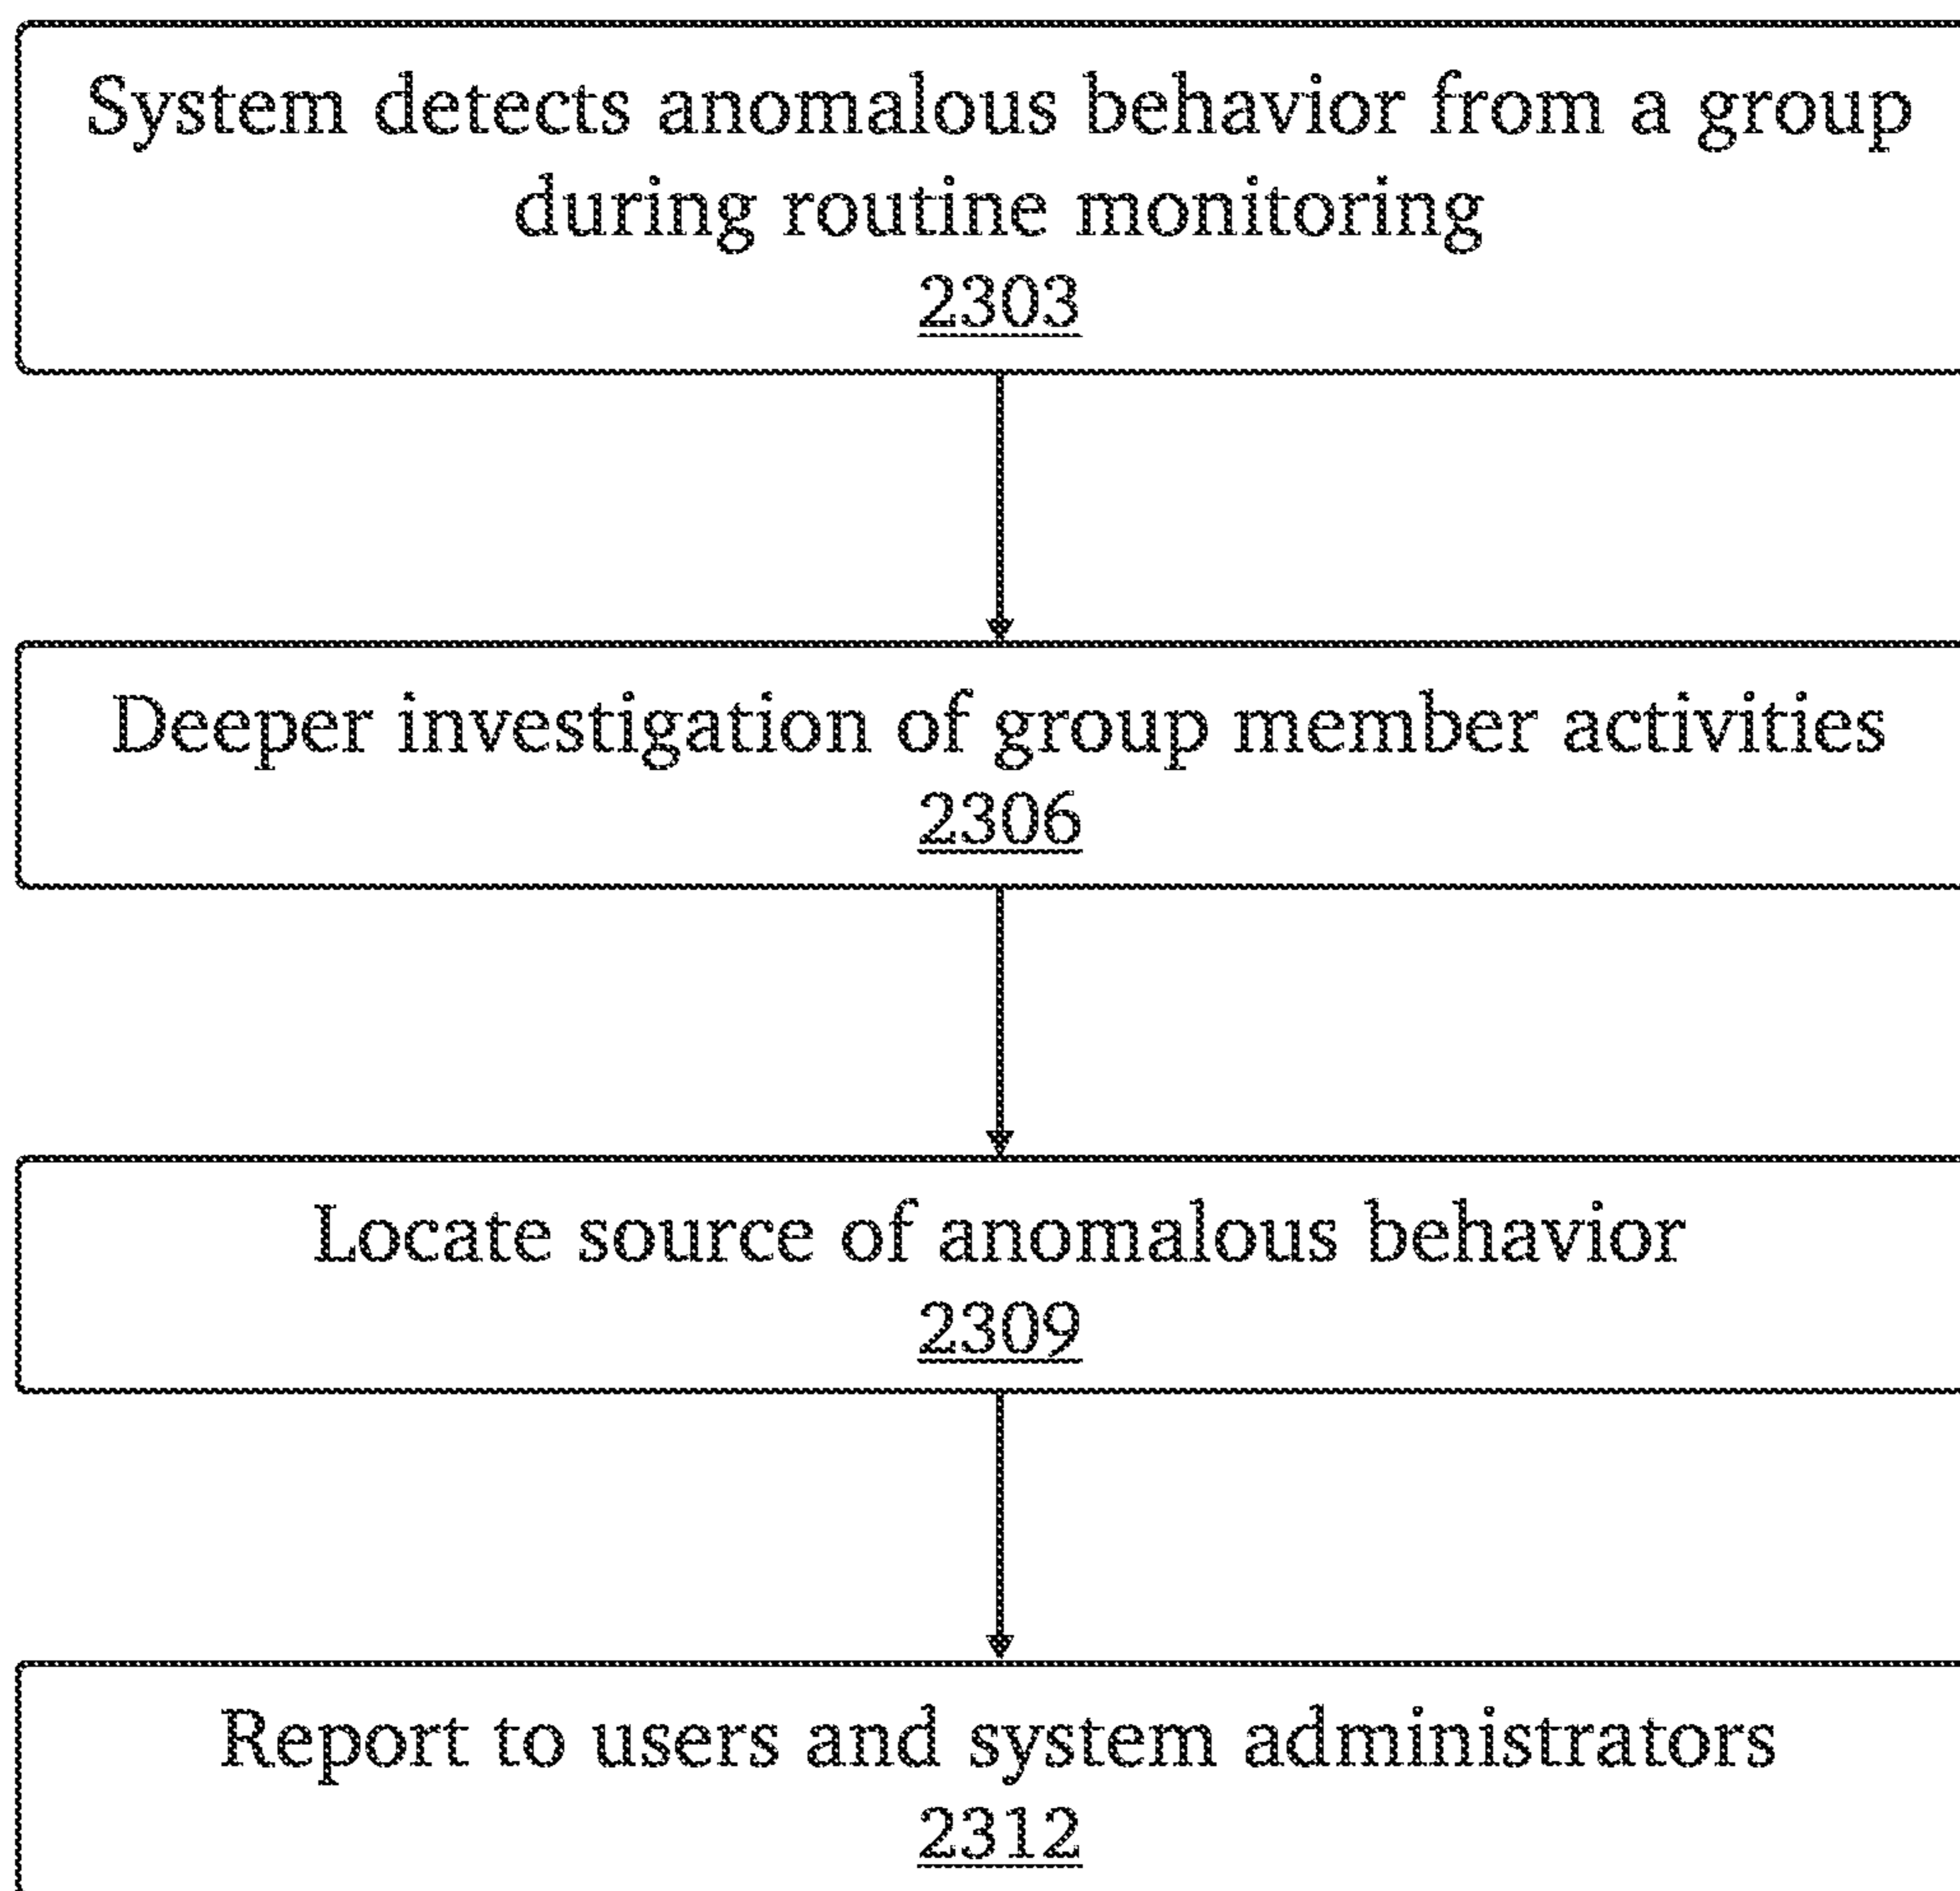 System detects anomalous behavior from a group
during routine monitoring
2303
Deeper investigation of group member activities
2306
Locate source of anomalous behavior
2309
Report to users and system administrators
2312